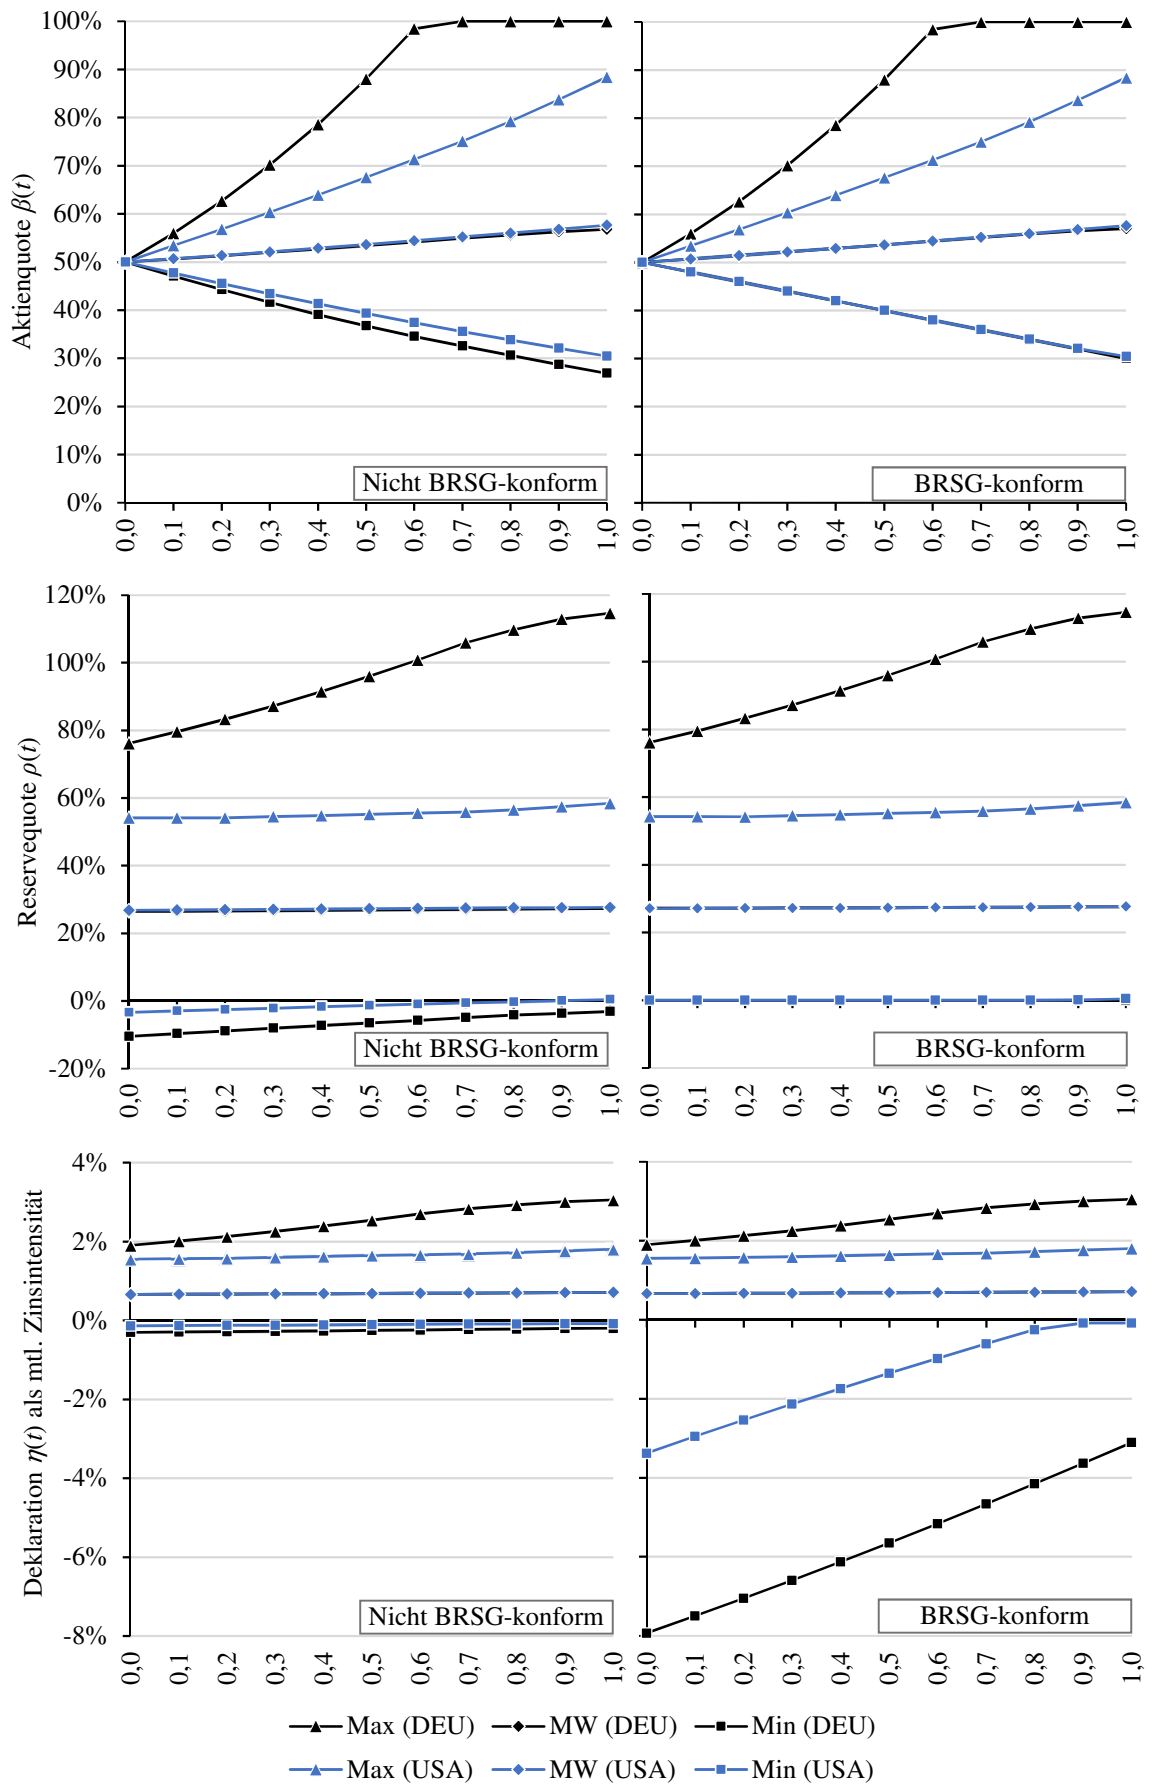 100%
90%
80%
70%
60%
50%
40%
30%
20%
10%
0%
Aktienquote β(t)
Nicht BRSG-konform
BRSG-konform
0,0 0,1 0,2 0,3 0,4 0,5 0,6 0,7 0,8 0,9 1,0
0,0 0,1 0,2 0,3 0,4 0,5 0,6 0,7 0,8 0,9 1,0
120%
100%
80%
60%
40%
20%
0%
-20%
Reservequote ρ(t)
Nicht BRSG-konform
BRSG-konform
0,0 0,1 0,2 0,3 0,4 0,5 0,6 0,7 0,8 0,9 1,0
0,0 0,1 0,2 0,3 0,4 0,5 0,6 0,7 0,8 0,9 1,0
4%
2%
0%
-2%
-4%
-6%
-8%
Deklaration η(t) als mtl. Zinsintensität
Nicht BRSG-konform
BRSG-konform
0,0 0,1 0,2 0,3 0,4 0,5 0,6 0,7 0,8 0,9 1,0
0,0 0,1 0,2 0,3 0,4 0,5 0,6 0,7 0,8 0,9 1,0
Max (DEU) MW (DEU) Min (DEU)
Max (USA) MW (USA) Min (USA)